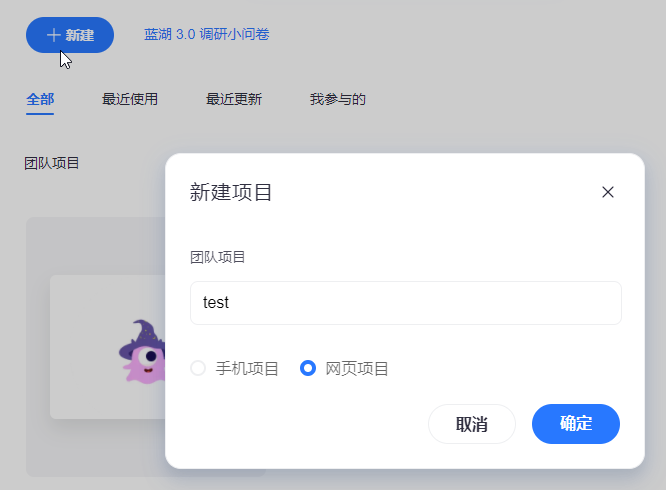 新建 蓝湖 3.0 调研小问卷
全部 最近使用 最近更新 我参与的
团队项目
新建项目
团队项目
test
手机项目 网页项目
取消 确定